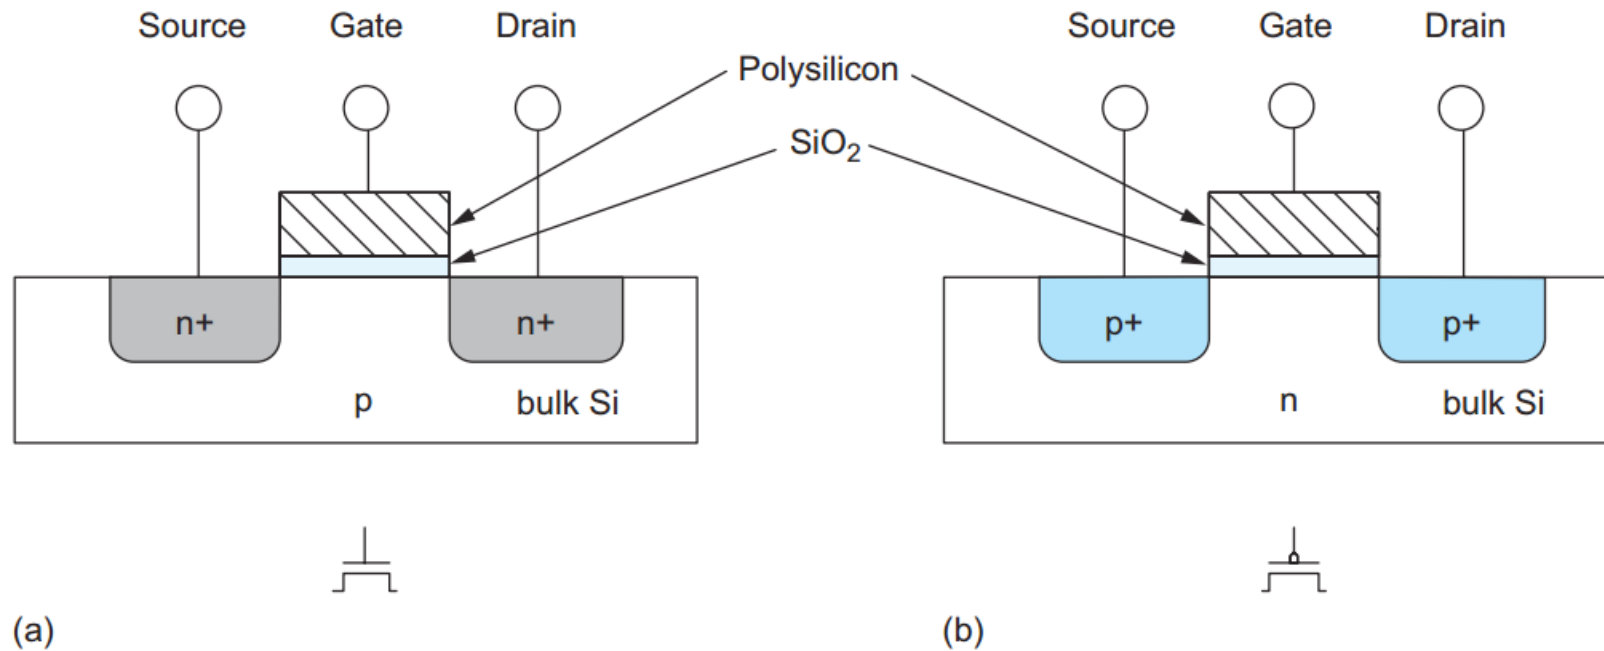 Source Gate Drain
Source Gate Drain
Polysilicon
SiO₂
n+ n+
p bulk Si
p+ p+
n bulk Si
(a)
(b)